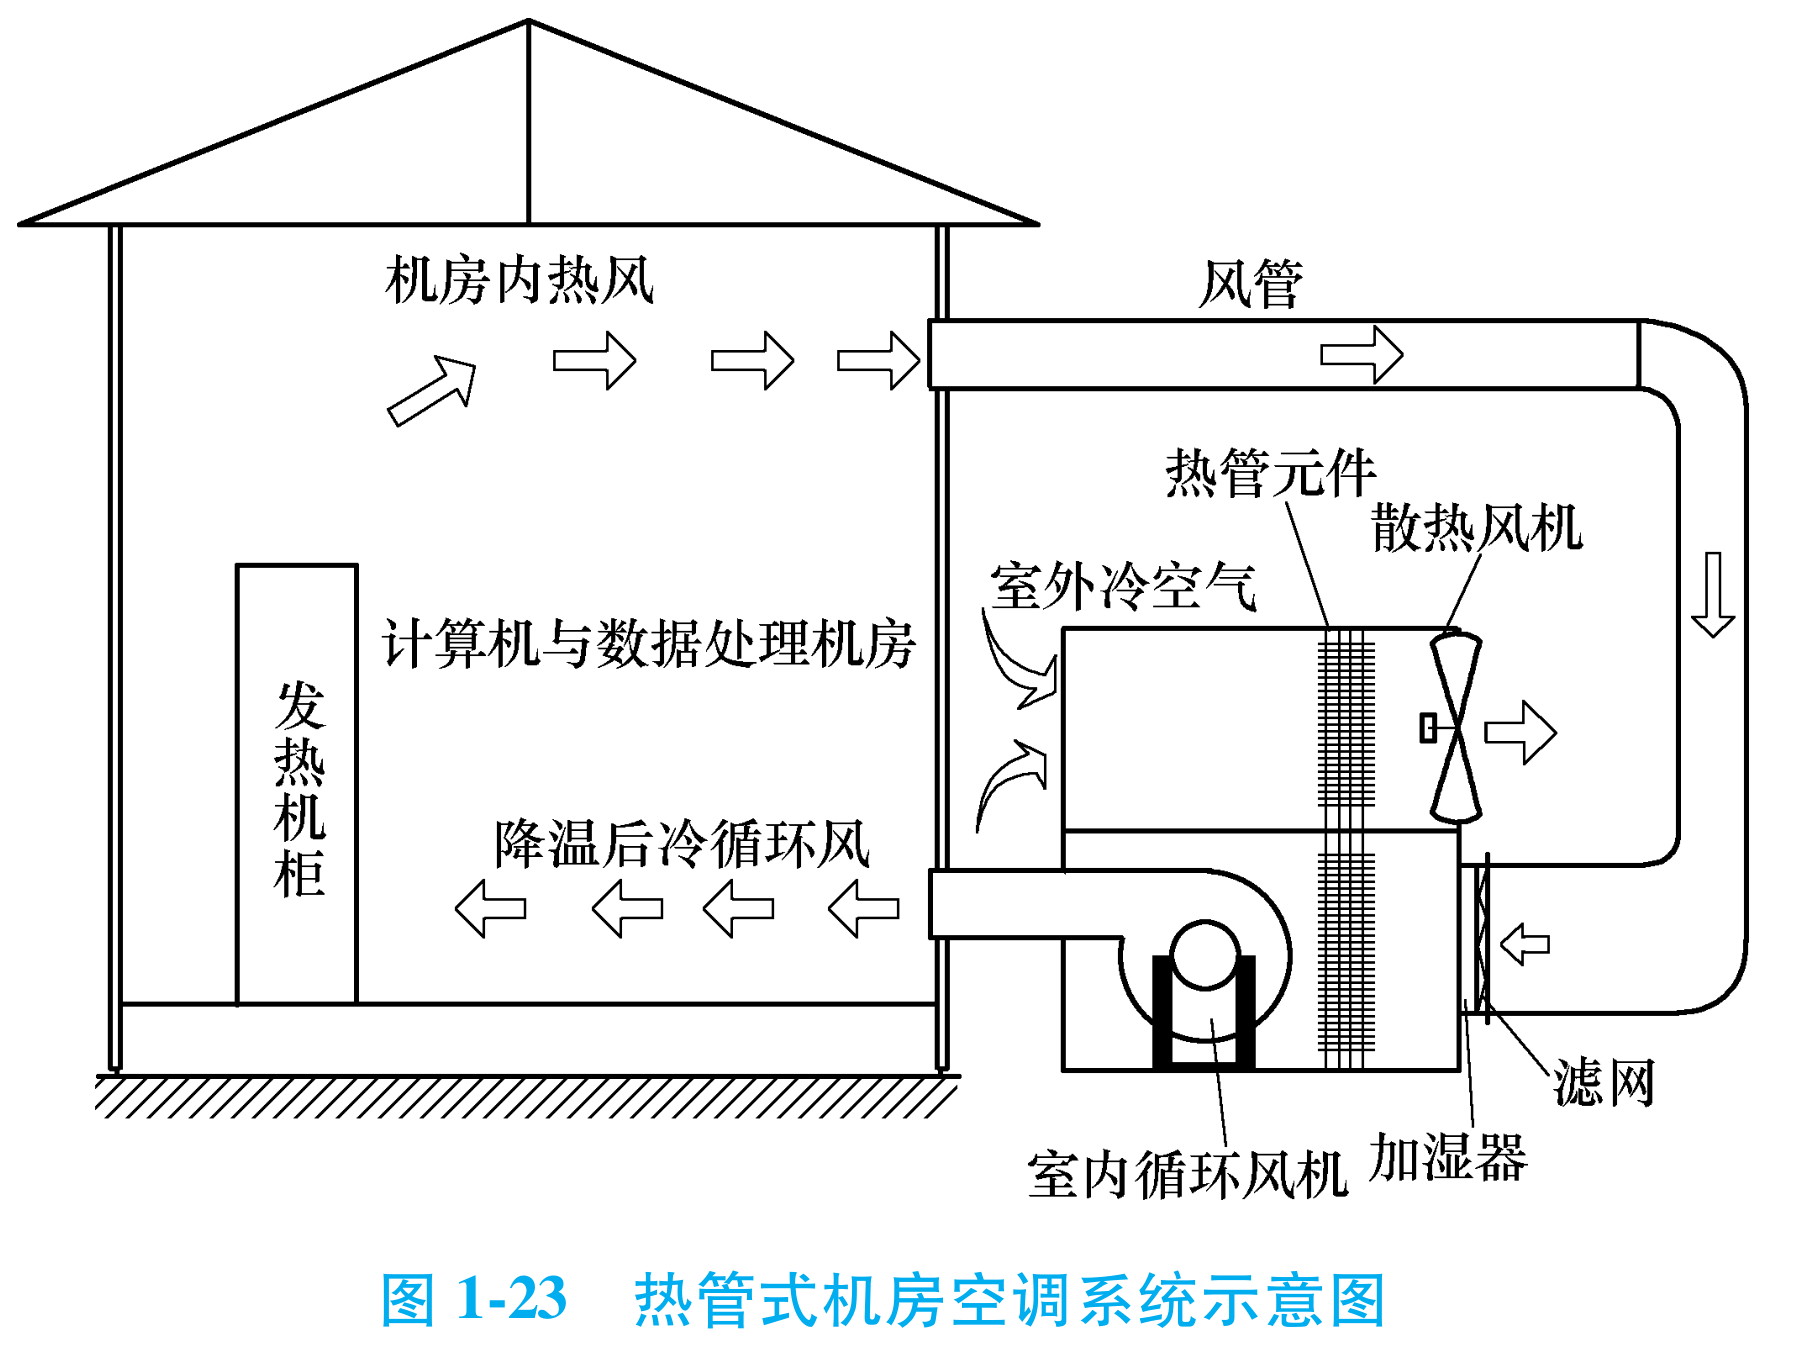 机房内热风
风管
热管元件
散热风机
室外冷空气
计算机与数据处理机房
发热机柜
降温后冷循环风
滤网
加湿器
室内循环风机
图 1-23 热管式机房空调系统示意图